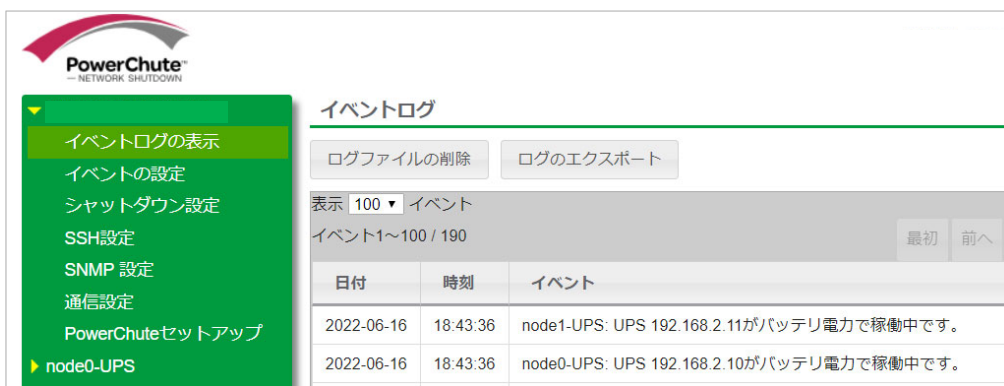 PowerChute™
NETWORK SHUTDOWN
イベントログの表示
イベントの設定
シャットダウン設定
SSH設定
SNMP 設定
通信設定
PowerChuteセットアップ
node0-UPS
イベントログ
ログファイルの削除 ログのエクスポート
表示 100 イベント
イベント1~100 / 190
最初 前へ
日付 時刻 イベント
2022-06-16 18:43:36 node1-UPS: UPS 192.168.2.11がバッテリ電力で稼働中です。
2022-06-16 18:43:36 node0-UPS: UPS 192.168.2.10がバッテリ電力で稼働中です。